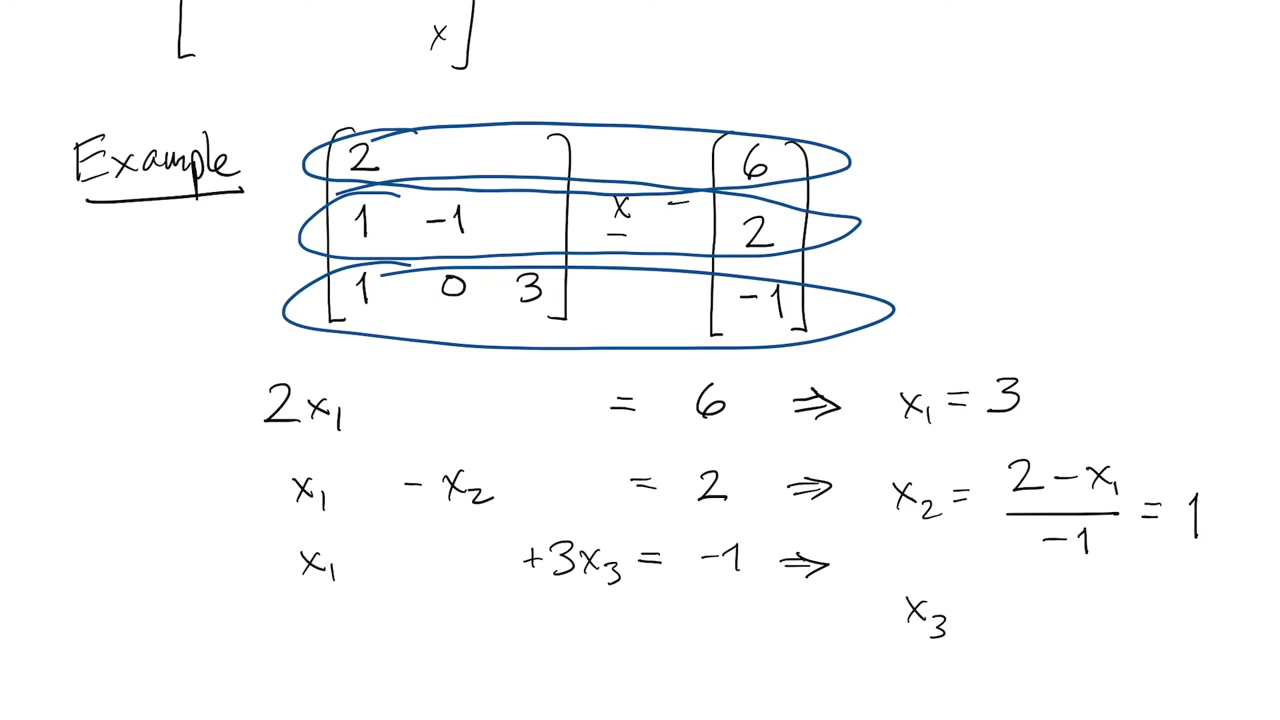 x
Example
2 6
1 -1 x = 2
1 0 3 -1
2x₁ = 6 ⇒ x₁ = 3
x₁ - x₂ = 2 ⇒ x₂ = (2 - x₁)/-1 = 1
x₁ +3x₃ = -1 ⇒
x₃